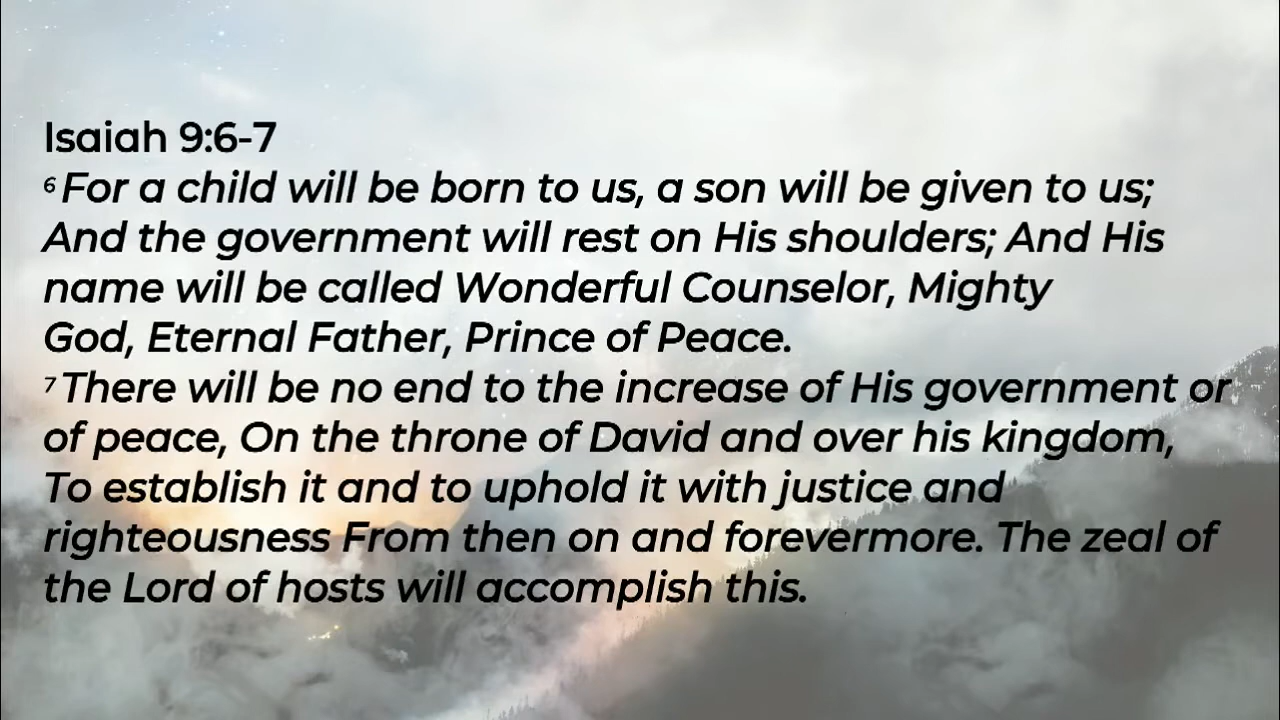 Isaiah 9:6-7
6 For a child will be born to us, a son will be given to us;
And the government will rest on His shoulders; And His
name will be called Wonderful Counselor, Mighty
God, Eternal Father, Prince of Peace.
7 There will be no end to the increase of His government or
of peace, On the throne of David and over his kingdom,
To establish it and to uphold it with justice and
righteousness From then on and forevermore. The zeal of
the Lord of hosts will accomplish this.